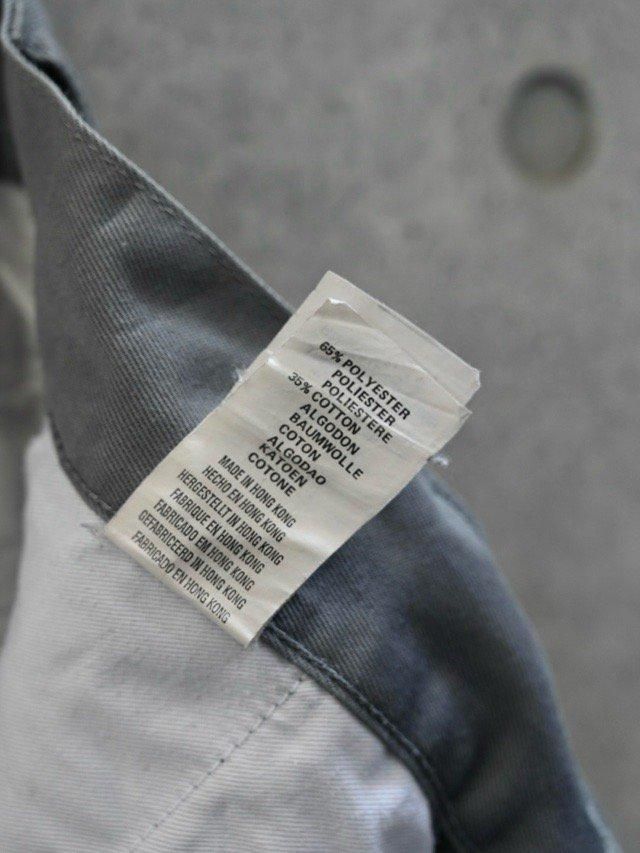 65% POLYESTER
POLIESTER
POLIESTERE
35% COTTON
ALGODON
BAUMWOLLE
COTON
ALGODAO
KATOEN
COTONE
MADE IN HONG KONG
HECHO EN HONG KONG
HERGESTELLT IN HONG KONG
FABRIQUE EN HONG KONG
FABRICADO EM HONG KONG
GEFABRICEERD IN HONG KONG
FABRICADO EN HONG KONG